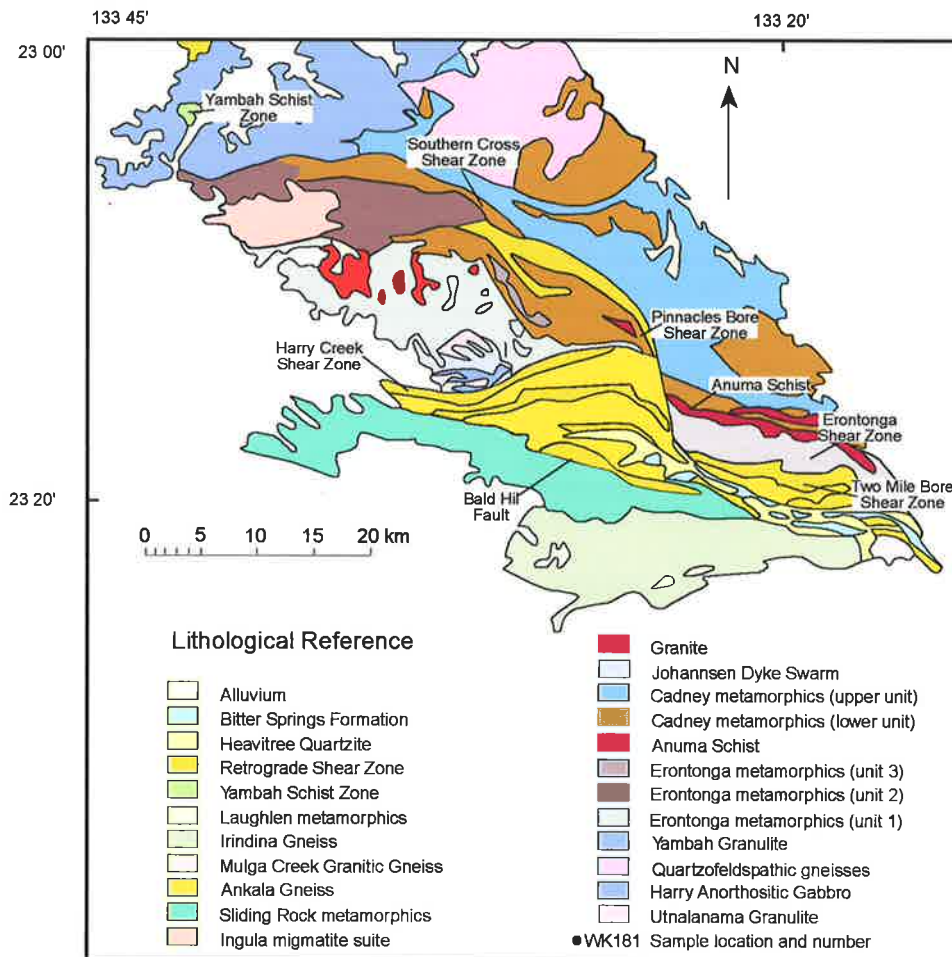 133 45'
133 20'
23 00'
N
Yambah Schist
Zone
Southern Cross
Shear Zone
Pinnacles Bore
Shear Zone
Harry Creek
Shear Zone
Anuma Schist
Erontonga
Shear Zone
Two Mile Bore
Shear Zone
Bald Hil
Fault
23 20'
0 5 10 15 20 km
Lithological Reference
Alluvium
Bitter Springs Formation
Heavitree Quartzite
Retrograde Shear Zone
Yambah Schist Zone
Laughlen metamorphics
Irindina Gneiss
Mulga Creek Granitic Gneiss
Ankala Gneiss
Sliding Rock metamorphics
Ingula migmatite suite
Granite
Johannsen Dyke Swarm
Cadney metamorphics (upper unit)
Cadney metamorphics (lower unit)
Anuma Schist
Erontonga metamorphics (unit 3)
Erontonga metamorphics (unit 2)
Erontonga metamorphics (unit 1)
Yambah Granulite
Quartzofeldspathic gneisses
Harry Anorthositic Gabbro
Utnalanama Granulite
WK181 Sample location and number